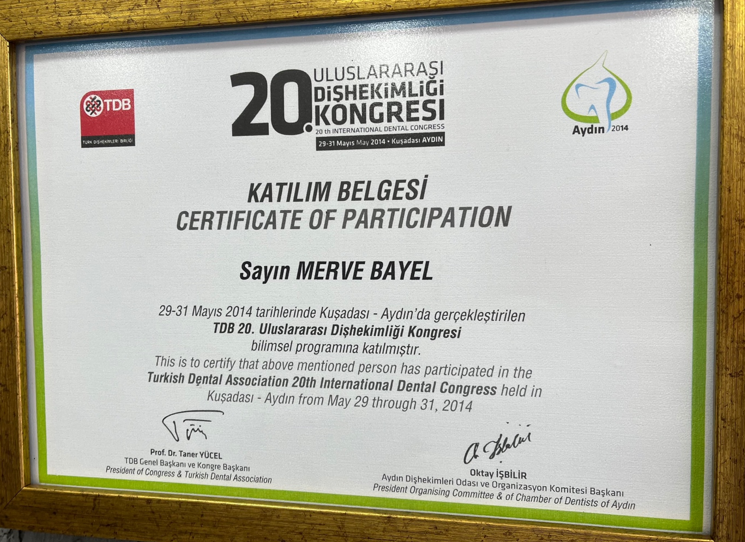 TDB
TÜRK DİŞHEKİMLERİ BİRLİĞİ
20.
ULUSLARARASI
DİŞHEKİMLİĞİ
KONGRESİ
20 th INTERNATIONAL DENTAL CONGRESS
29-31 Mayıs May 2014 • Kuşadası AYDIN
Aydın 2014
KATILIM BELGESİ
CERTIFICATE OF PARTICIPATION
Sayın MERVE BAYEL
29-31 Mayıs 2014 tarihlerinde Kuşadası - Aydın'da gerçekleştirilen
TDB 20. Uluslararası Dişhekimliği Kongresi
bilimsel programına katılmıştır.
This is to certify that above mentioned person has participated in the
Turkish Dental Association 20th International Dental Congress held in
Kuşadası - Aydın from May 29 through 31, 2014
Prof. Dr. Taner YÜCEL
TDB Genel Başkanı ve Kongre Başkanı
President of Congress & Turkish Dental Association
Oktay İŞBİLİR
Aydın Dişhekimleri Odası ve Organizasyon Komitesi Başkanı
President Organising Committee & of Chamber of Dentists of Aydın